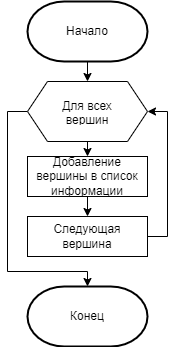 Начало
Для всех
вершин
Добавление
вершины в список
информации
Следующая
вершина
Конец